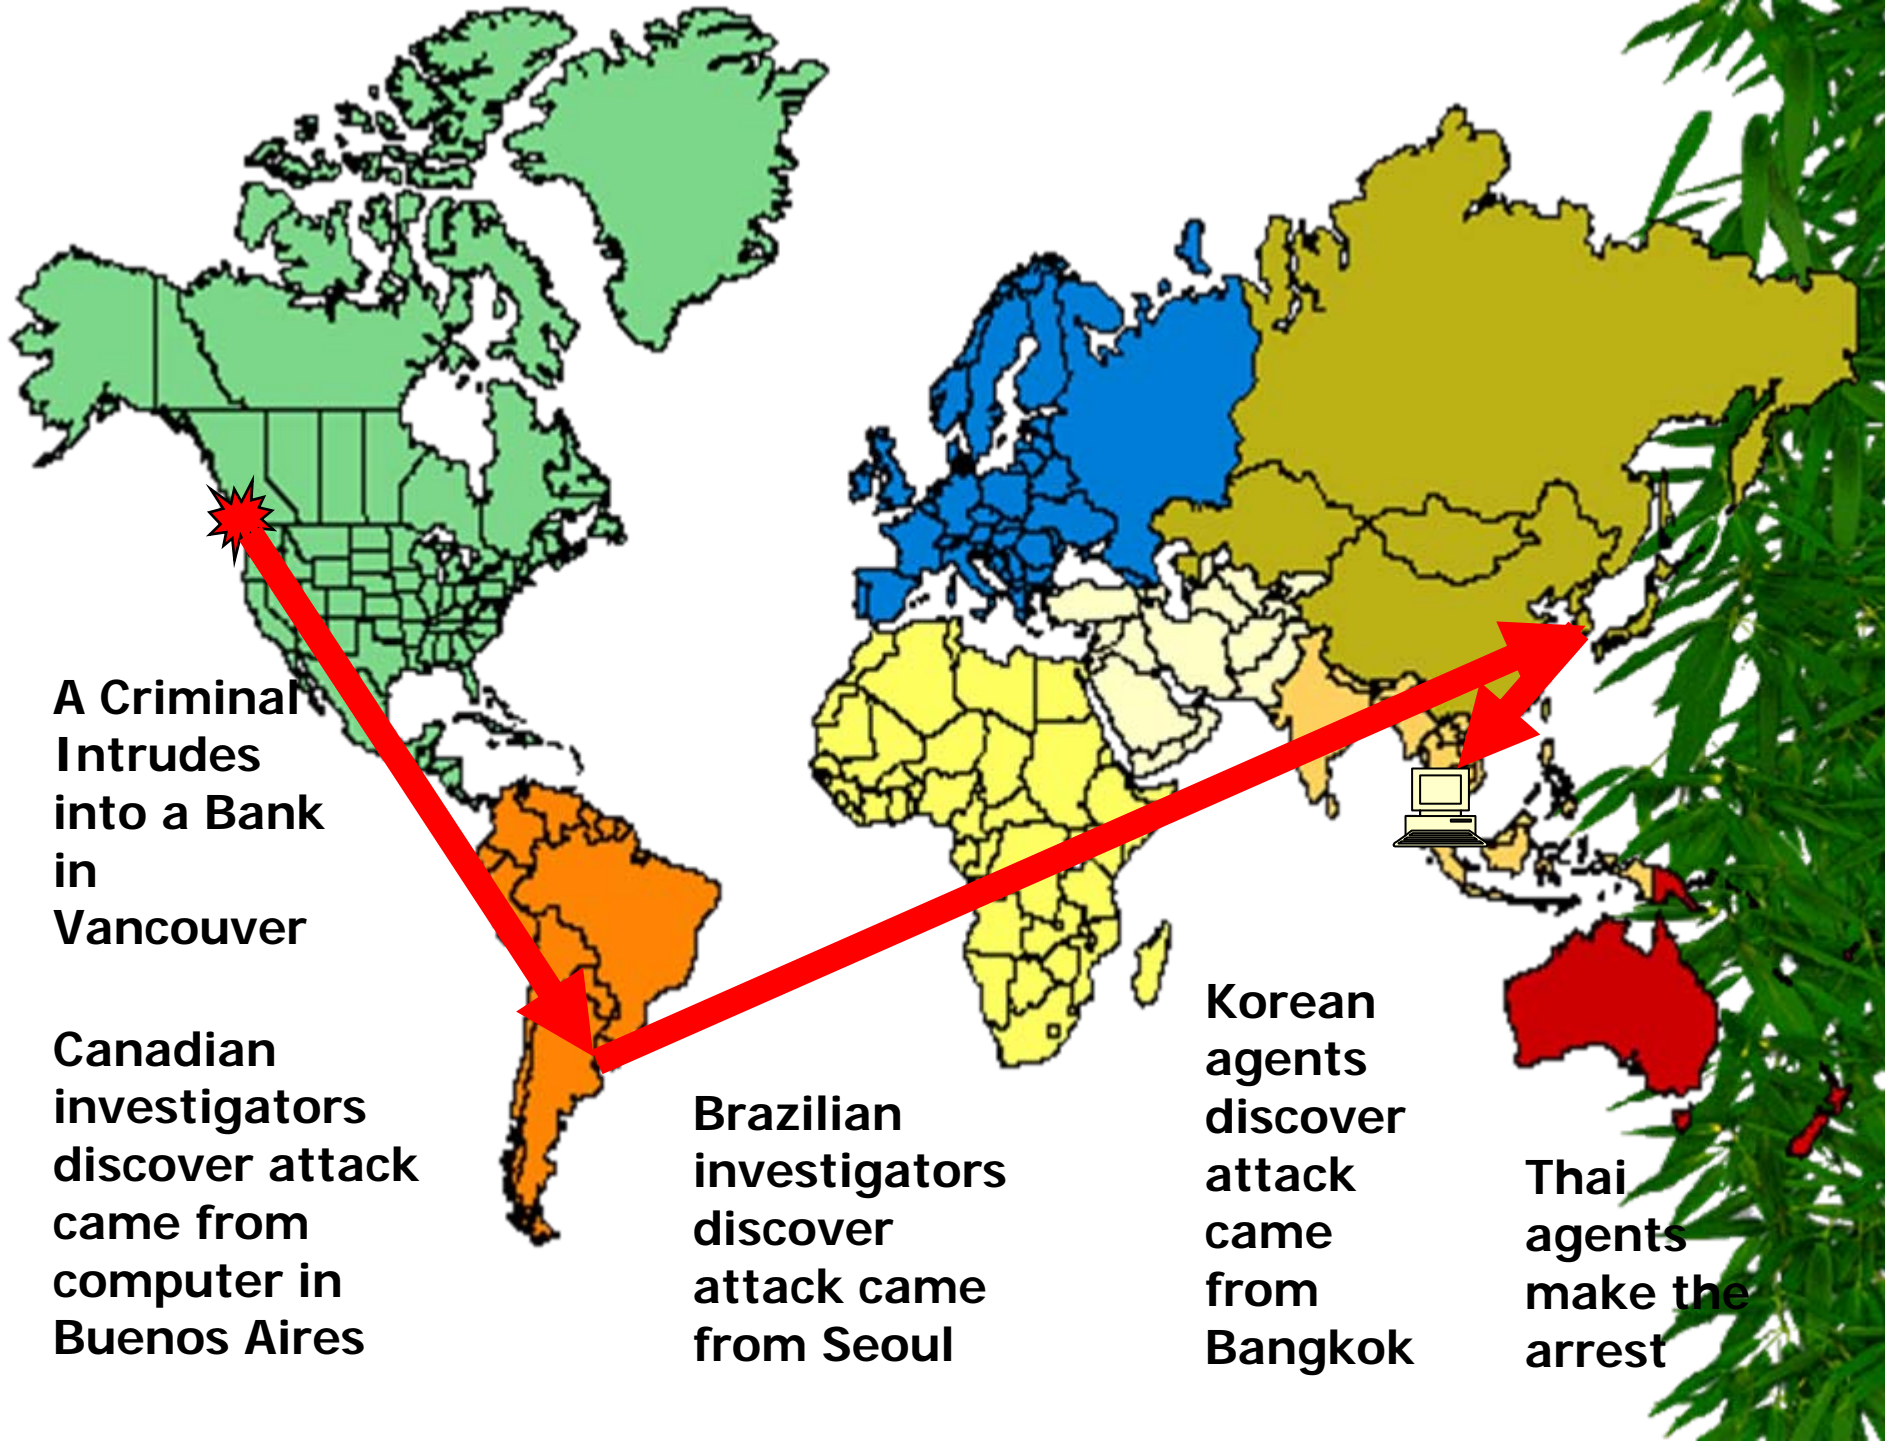 A Criminal
Intrudes
into a Bank
in
Vancouver
Canadian
investigators
discover attack
came from
computer in
Buenos Aires
Brazilian
investigators
discover
attack came
from Seoul
Korean
agents
discover
attack
came
from
Bangkok
Thai
agents
make the
arrest